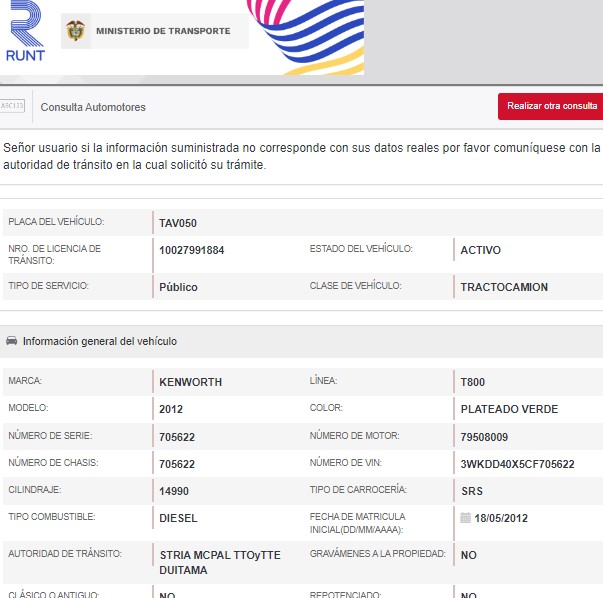 RUNT
MINISTERIO DE TRANSPORTE
ABC123
Consulta Automotores
Realizar otra consulta
Señor usuario si la información suministrada no corresponde con sus datos reales por favor comuníquese con la
autoridad de tránsito en la cual solicitó su trámite.
PLACA DEL VEHÍCULO: TAV050
NRO. DE LICENCIA DE TRÁNSITO: 10027991884 ESTADO DEL VEHÍCULO: ACTIVO
TIPO DE SERVICIO: Público CLASE DE VEHÍCULO: TRACTOCAMION
Información general del vehículo
MARCA: KENWORTH LÍNEA: T800
MODELO: 2012 COLOR: PLATEADO VERDE
NÚMERO DE SERIE: 705622 NÚMERO DE MOTOR: 79508009
NÚMERO DE CHASIS: 705622 NÚMERO DE VIN: 3WKDD40X5CF705622
CILINDRAJE: 14990 TIPO DE CARROCERÍA: SRS
TIPO COMBUSTIBLE: DIESEL FECHA DE MATRICULA INICIAL(DD/MM/AAAA): 18/05/2012
AUTORIDAD DE TRÁNSITO: STRIA MCPAL TTOyTTE DUITAMA GRAVÁMENES A LA PROPIEDAD: NO
CLÁSICO O ANTIGUO: NO REPOTENCIADO: NO